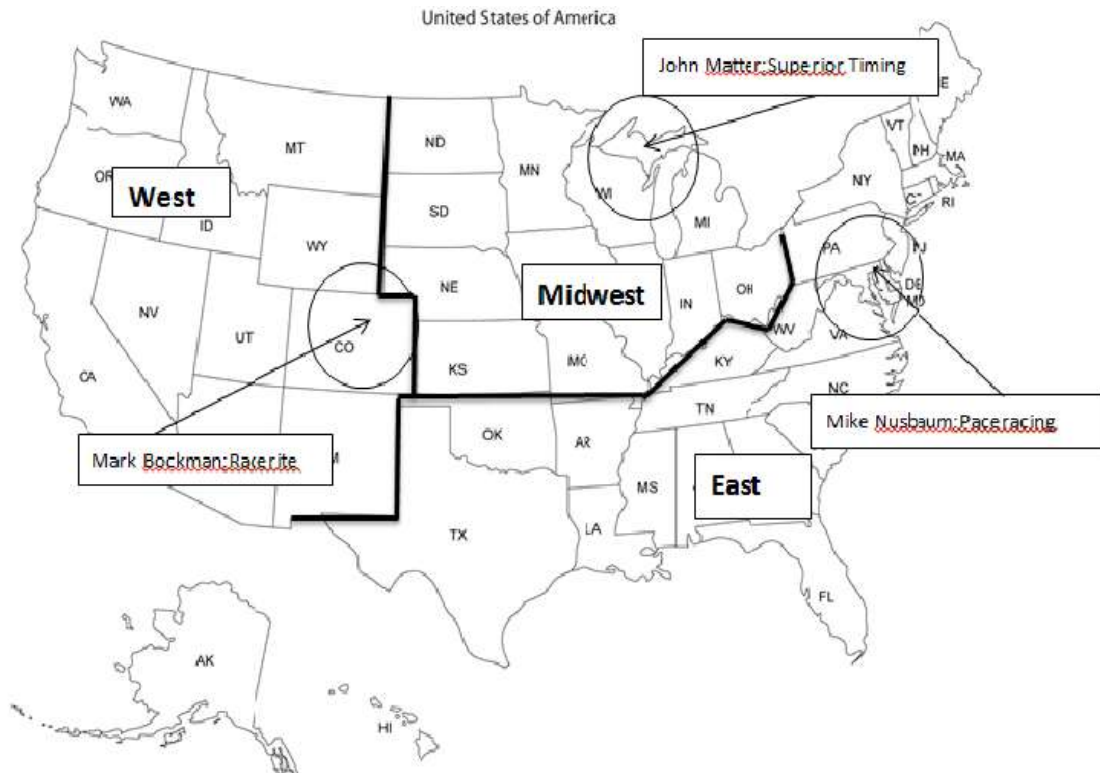 United States of America
John Matter:Superior Timing
WA
MT
ND
MN
VT
NH
MA
OR
West
ID
SD
WI
MI
NY
CT
RI
WY
NE
Midwest
IN
OH
PA
NJ
DE
MD
NV
UT
CO
KS
MO
WV
VA
KY
CA
NC
TN
Mark Bockman:Racerite
OK
AR
Mike Nusbaum:Paceracing
MS
East
TX
LA
FL
AK
HI